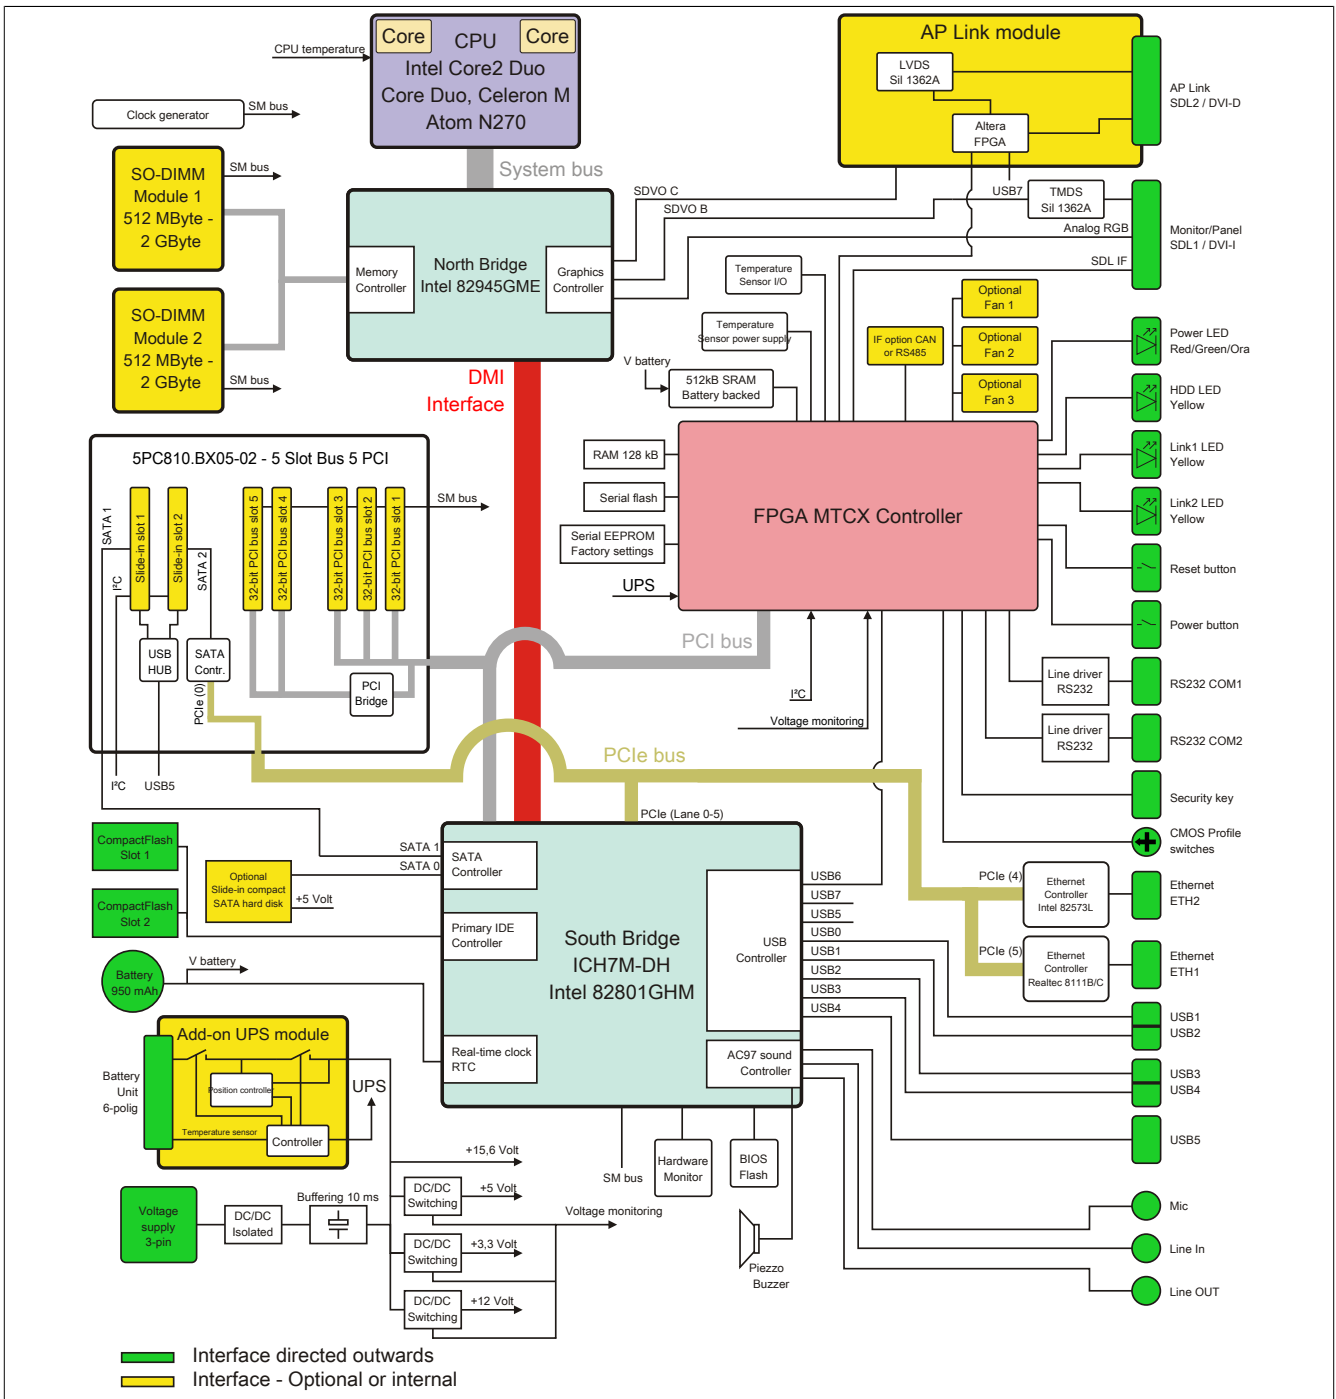 Core
CPU
Core
Intel Core2 Duo
Core Duo, Celeron M
Atom N270
CPU temperature
Clock generator
SM bus
AP Link module
LVDS
Sil 1362A
Altera
FPGA
AP Link
SDL2 / DVI-D
SO-DIMM
Module 1
512 MByte -
2 GByte
SM bus
System bus
SDVO C
SDVO B
USB7
TMDS
Sil 1362A
Analog RGB
SDL IF
Monitor/Panel
SDL1 / DVI-I
Memory
Controller
North Bridge
Intel 82945GME
Graphics
Controller
SO-DIMM
Module 2
512 MByte -
2 GByte
SM bus
DMI
Interface
Temperature
Sensor I/O
Temperature
Sensor power supply
V battery
512kB SRAM
Battery backed
IF option CAN
or RS485
Optional
Fan 1
Optional
Fan 2
Optional
Fan 3
Power LED
Red/Green/Ora
HDD LED
Yellow
Link1 LED
Yellow
Link2 LED
Yellow
Reset button
Power button
RAM 128 kB
Serial flash
Serial EEPROM
Factory settings
UPS
FPGA MTCX Controller
5PC810.BX05-02 - 5 Slot Bus 5 PCI
SATA 1
I²C
Slide-in slot 1
Slide-in slot 2
SATA 2
32-bit PCI bus slot 5
32-bit PCI bus slot 4
32-bit PCI bus slot 3
32-bit PCI bus slot 2
32-bit PCI bus slot 1
SM bus
USB
HUB
SATA
Contr.
PCIe (0)
PCI
Bridge
I²C
USB5
PCI bus
I²C
Voltage monitoring
PCIe bus
PCIe (Lane 0-5)
Line driver
RS232
RS232 COM1
Line driver
RS232
RS232 COM2
Security key
CMOS Profile
switches
PCIe (4)
Ethernet
Controller
Intel 82573L
Ethernet
ETH2
PCIe (5)
Ethernet
Controller
Realtec 8111B/C
Ethernet
ETH1
CompactFlash
Slot 1
CompactFlash
Slot 2
Optional
Slide-in compact
SATA hard disk
+5 Volt
SATA 1
SATA 0
SATA
Controller
Primary IDE
Controller
South Bridge
ICH7M-DH
Intel 82801GHM
USB
Controller
USB6
USB7
USB5
USB0
USB1
USB2
USB3
USB4
Battery
950 mAh
V battery
Real-time clock
RTC
AC97 sound
Controller
USB1
USB2
USB3
USB4
USB5
Add-on UPS module
Battery
Unit
6-polig
Position controller
Temperature sensor
Controller
UPS
+15,6 Volt
SM bus
Hardware
Monitor
BIOS
Flash
Voltage
supply
3-pin
DC/DC
Isolated
Buffering 10 ms
DC/DC
Switching
+5 Volt
DC/DC
Switching
+3,3 Volt
DC/DC
Switching
+12 Volt
Voltage monitoring
Piezzo
Buzzer
Mic
Line In
Line OUT
Interface directed outwards
Interface - Optional or internal